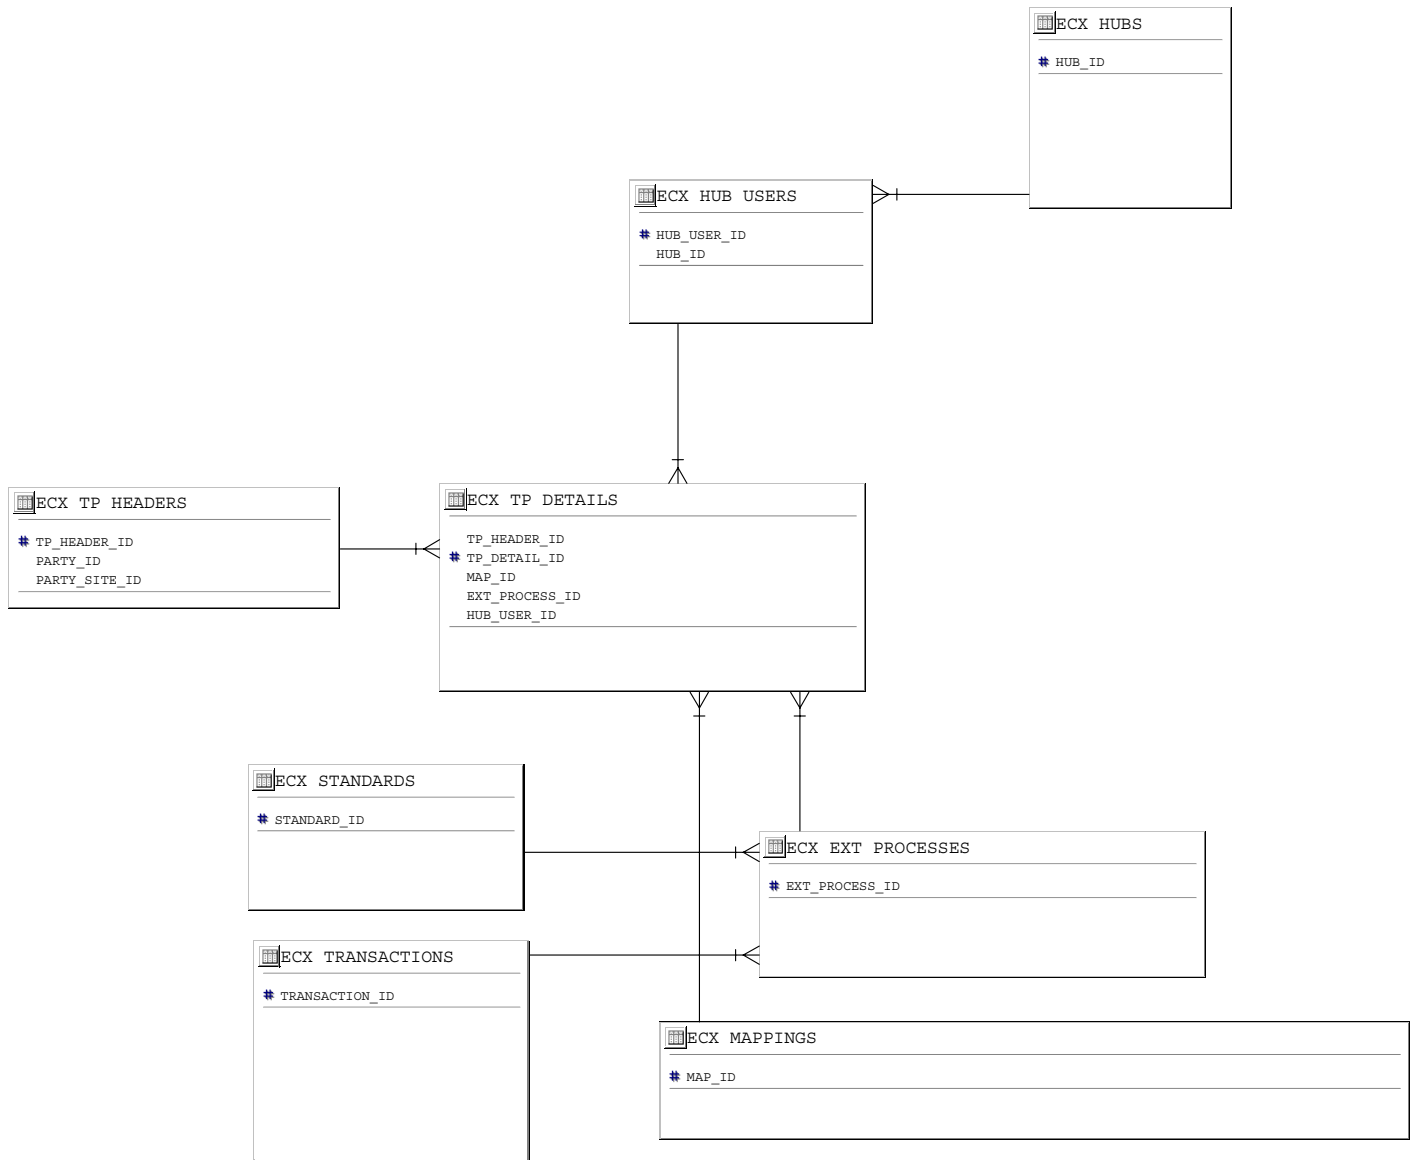 ECX HUBS
# HUB_ID
ECX HUB USERS
# HUB_USER_ID
HUB_ID
ECX TP HEADERS
# TP_HEADER_ID
PARTY_ID
PARTY_SITE_ID
ECX TP DETAILS
TP_HEADER_ID
# TP_DETAIL_ID
MAP_ID
EXT_PROCESS_ID
HUB_USER_ID
ECX STANDARDS
# STANDARD_ID
ECX EXT PROCESSES
# EXT_PROCESS_ID
ECX TRANSACTIONS
# TRANSACTION_ID
ECX MAPPINGS
# MAP_ID